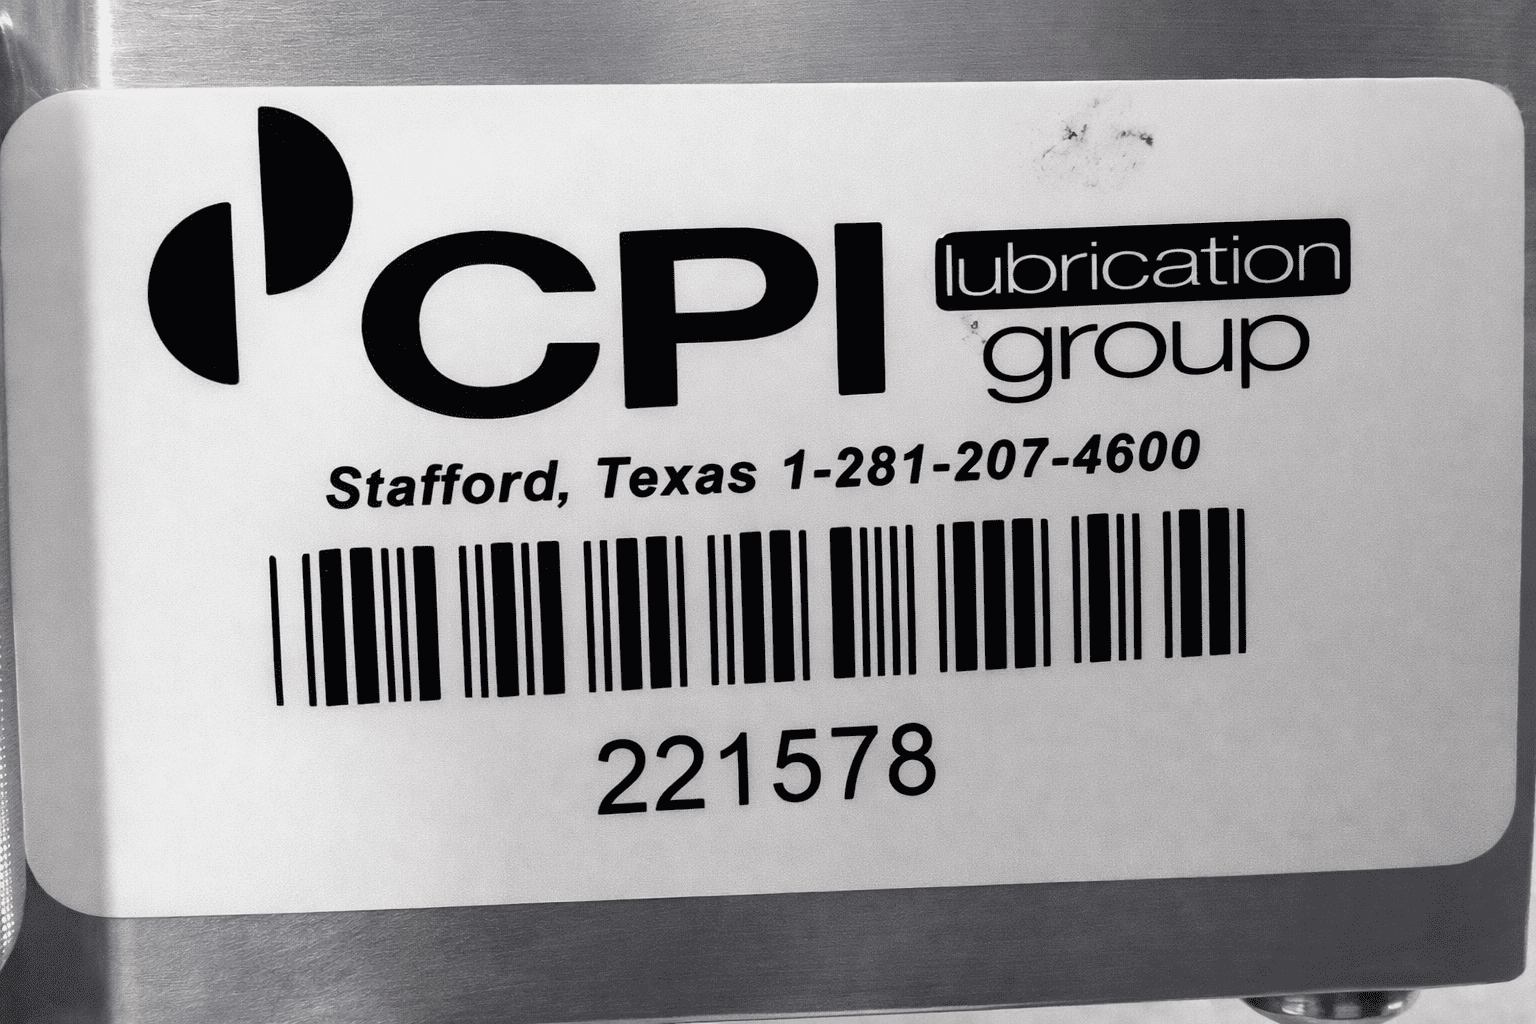 CPI lubrication
group
Stafford, Texas 1-281-207-4600
221578